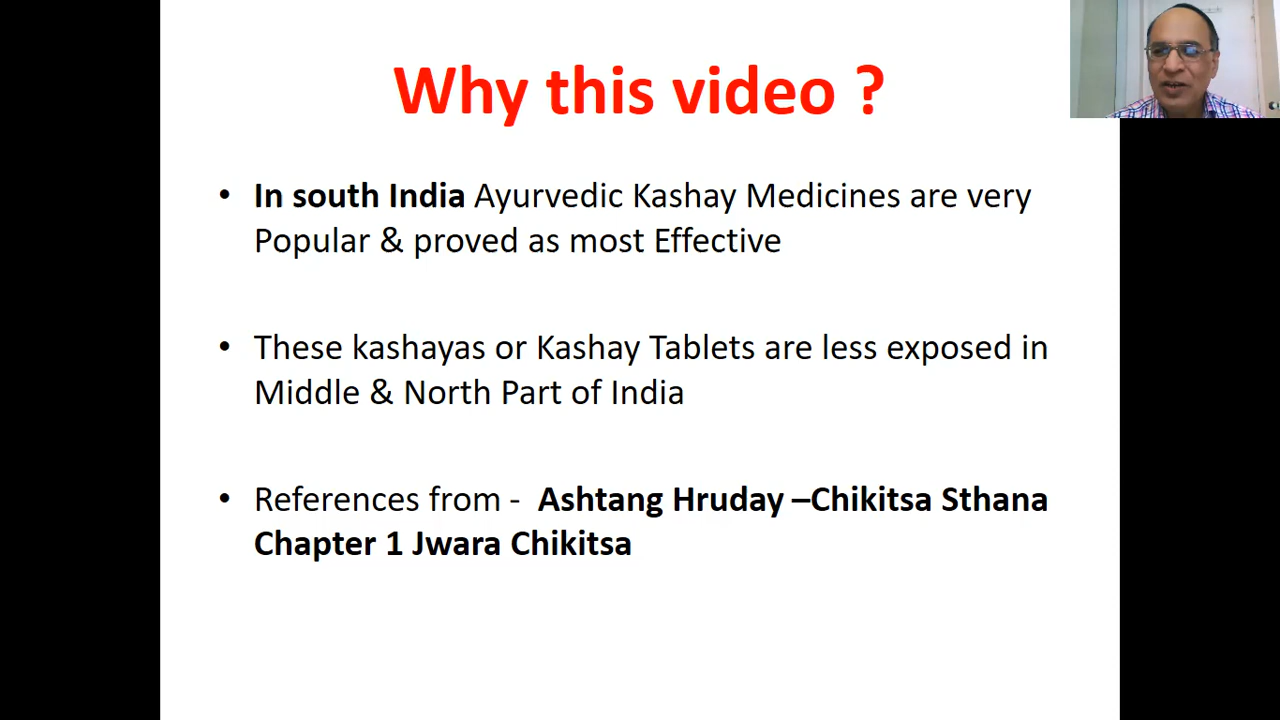 Why this video ?
• In south India Ayurvedic Kashay Medicines are very
Popular & proved as most Effective
• These kashayas or Kashay Tablets are less exposed in
Middle & North Part of India
• References from - Ashtang Hruday –Chikitsa Sthana
Chapter 1 Jwara Chikitsa